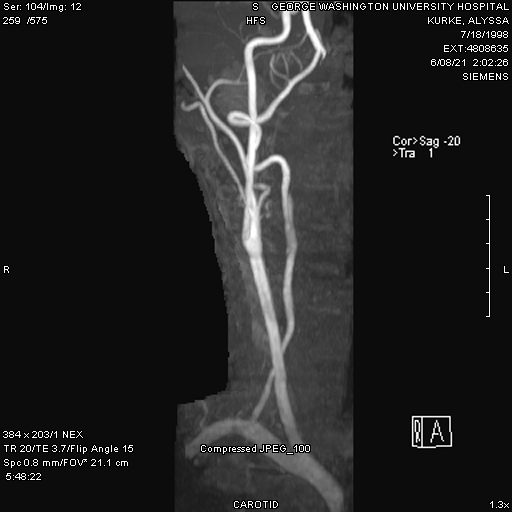 Ser: 104/Img: 12
259 /575
S
HFS
GEORGE WASHINGTON UNIVERSITY HOSPITAL
KURKE, ALYSSA
7/18/1998
EXT:4808635
6/08/21 2:02:26
SIEMENS
Cor>Sag -20
>Tra 1
R
L
384 x 203/1 NEX
TR 20/TE 3.7/Flip Angle 15
Spc 0.8 mm/FOV* 21.1 cm
5:48:22
Compressed JPEG_100
R A
CAROTID
1.3x